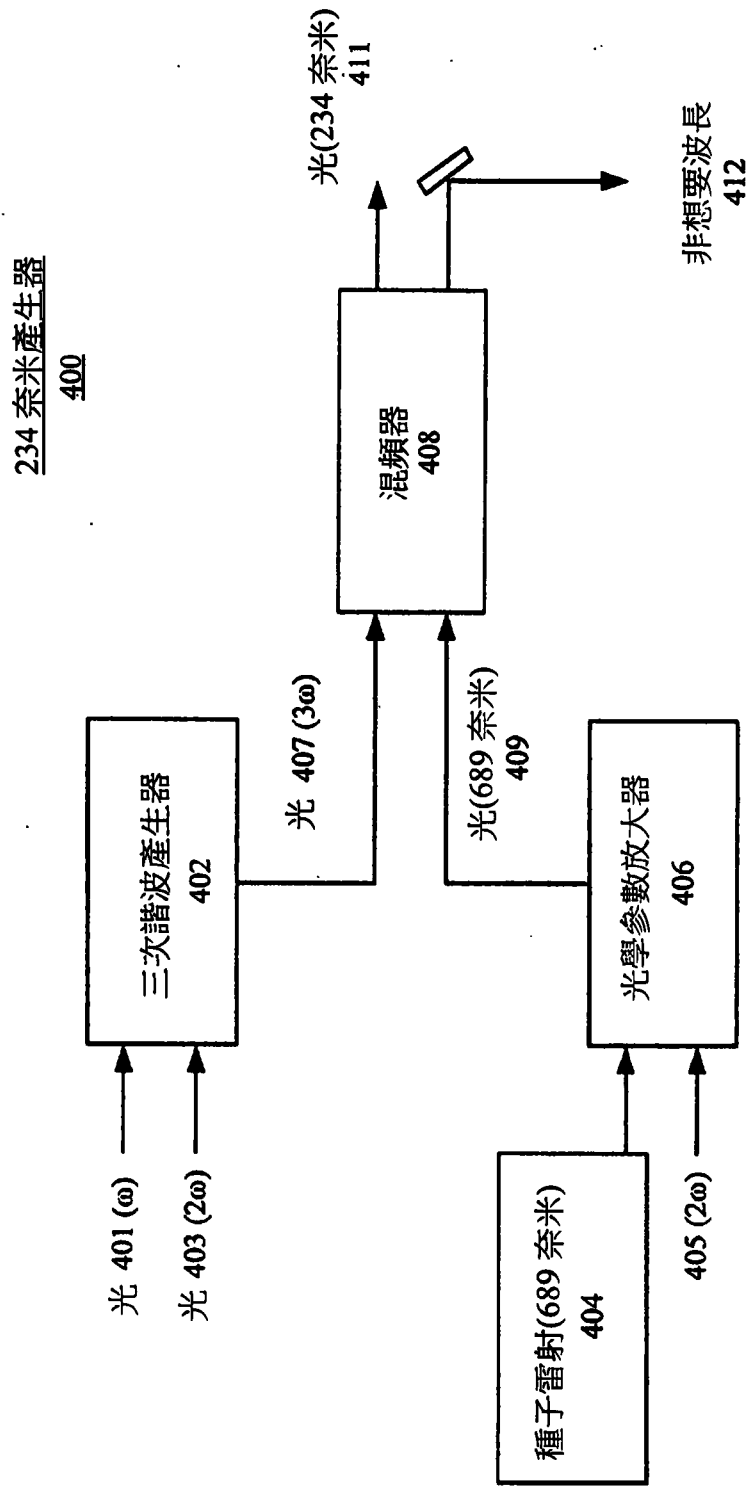 234 奈米產生器
400
光 401 (ω)
光 403 (2ω)
三次諧波產生器
402
光 407 (3ω)
種子雷射(689 奈米)
404
405 (2ω)
光學參數放大器
406
光(689 奈米)
409
混頻器
408
光(234 奈米)
411
非想要波長
412